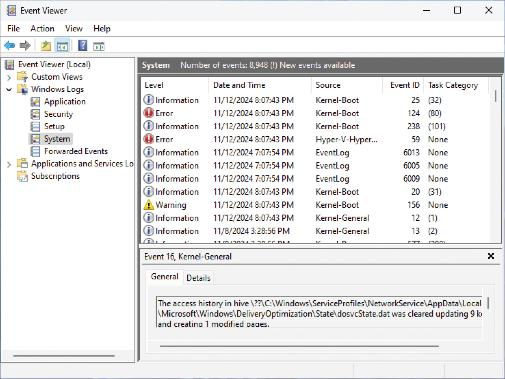 Event Viewer
File Action View Help
Event Viewer (Local)
Custom Views
Windows Logs
Application
Security
Setup
System
Forwarded Events
Applications and Services Lo
Subscriptions
System Number of events: 8,948 (!) New events available
Level Date and Time Source Event ID Task Category
Information 11/12/2024 8:07:43 PM Kernel-Boot 25 (32)
Error 11/12/2024 8:07:43 PM Kernel-Boot 124 (80)
Information 11/12/2024 8:07:43 PM Kernel-Boot 238 (101)
Error 11/12/2024 8:07:43 PM Hyper-V-Hyper... 59 None
Information 11/12/2024 7:07:54 PM EventLog 6013 None
Information 11/12/2024 7:07:54 PM EventLog 6005 None
Information 11/12/2024 7:07:54 PM EventLog 6009 None
Information 11/12/2024 8:07:43 PM Kernel-Boot 20 (31)
Warning 11/12/2024 8:07:43 PM Kernel-Boot 156 None
Information 11/8/2024 3:28:56 PM Kernel-General 12 (1)
Information 11/8/2024 3:28:56 PM Kernel-General 13 (2)
Information 11/12/2024 8:07:43 PM Kernel-Boot
Event 16, Kernel-General
General Details
The access history in hive \??\C:\Windows\ServiceProfiles\NetworkService\AppData\Local
\Microsoft\Windows\DeliveryOptimization\State\dosvcState.dat was cleared updating 9 k
and creating 1 modified pages.